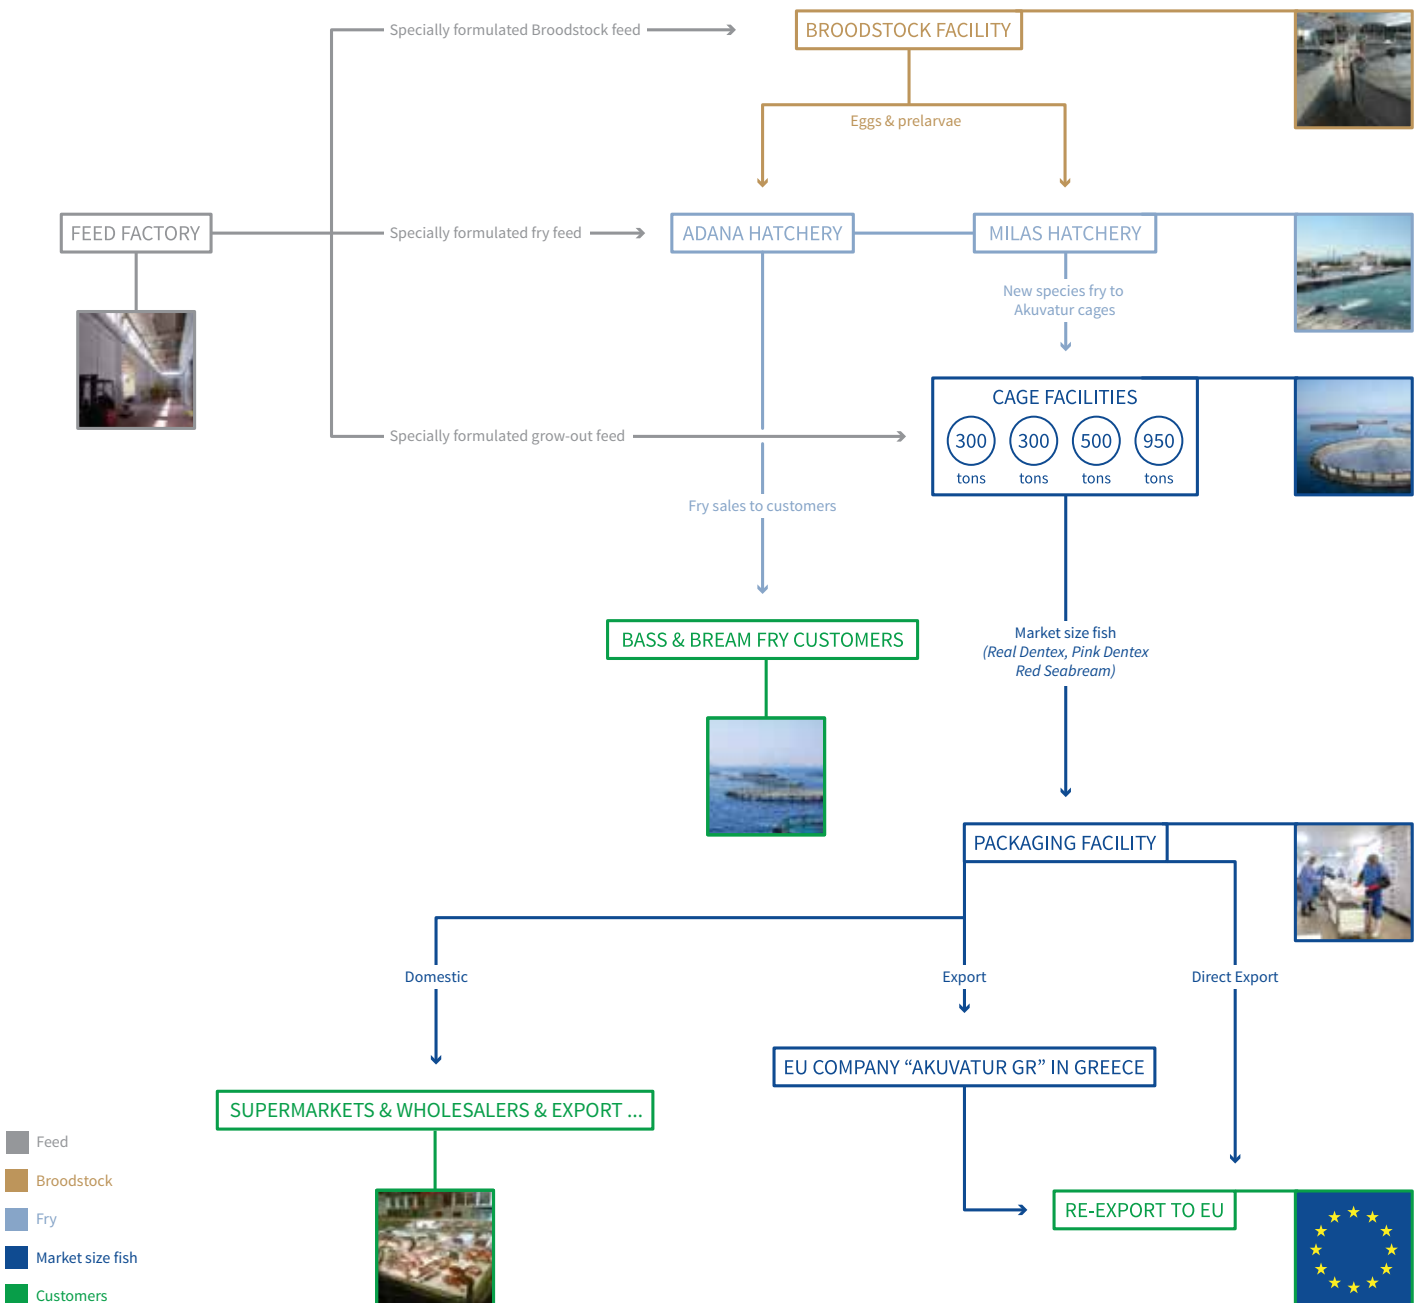 Specially formulated Broodstock feed
BROODSTOCK FACILITY
Eggs & prelarvae
FEED FACTORY
Specially formulated fry feed
ADANA HATCHERY
MILAS HATCHERY
New species fry to
Akuvatur cages
CAGE FACILITIES
300 300 500 950
tons tons tons tons
Specially formulated grow-out feed
Fry sales to customers
BASS & BREAM FRY CUSTOMERS
Market size fish
(Real Dentex, Pink Dentex
Red Seabream)
PACKAGING FACILITY
Domestic
Export
Direct Export
EU COMPANY “AKUVATUR GR” IN GREECE
SUPERMARKETS & WHOLESALERS & EXPORT ...
RE-EXPORT TO EU
Feed
Broodstock
Fry
Market size fish
Customers